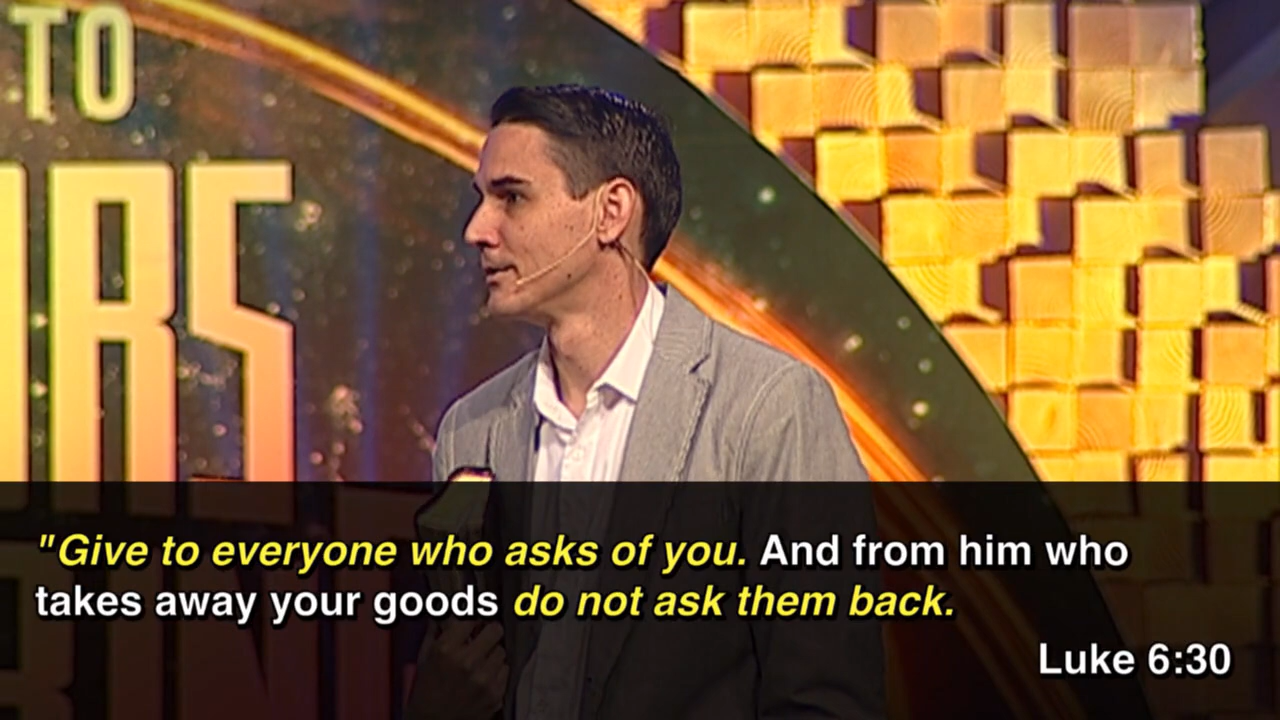 TO
"Give to everyone who asks of you. And from him who
takes away your goods do not ask them back.
Luke 6:30